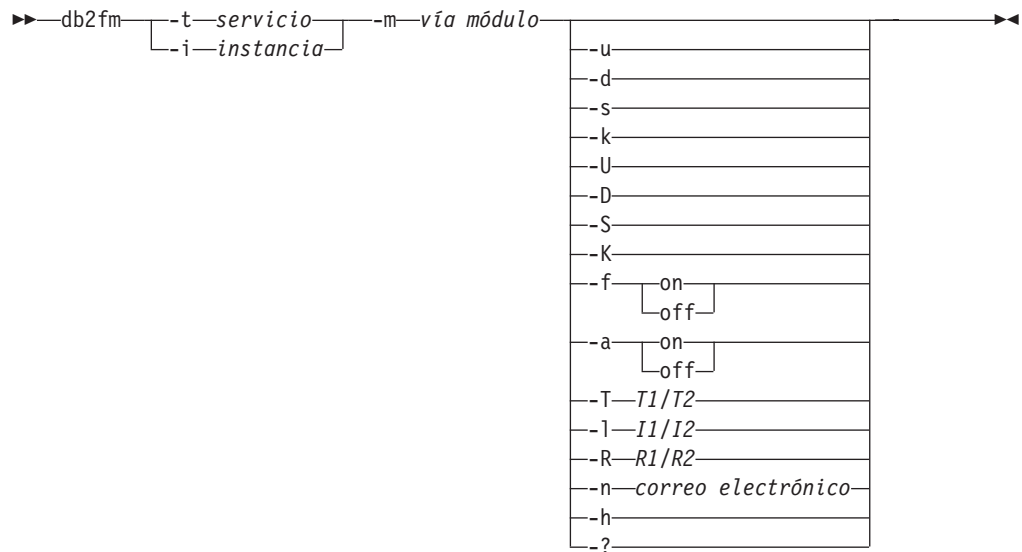 db2fm -t servicio -m vía módulo
-i instancia
-u
-d
-s
-k
-U
-D
-S
-K
-f on
off
-a on
off
-T T1/T2
-l I1/I2
-R R1/R2
-n correo electrónico
-h
-?